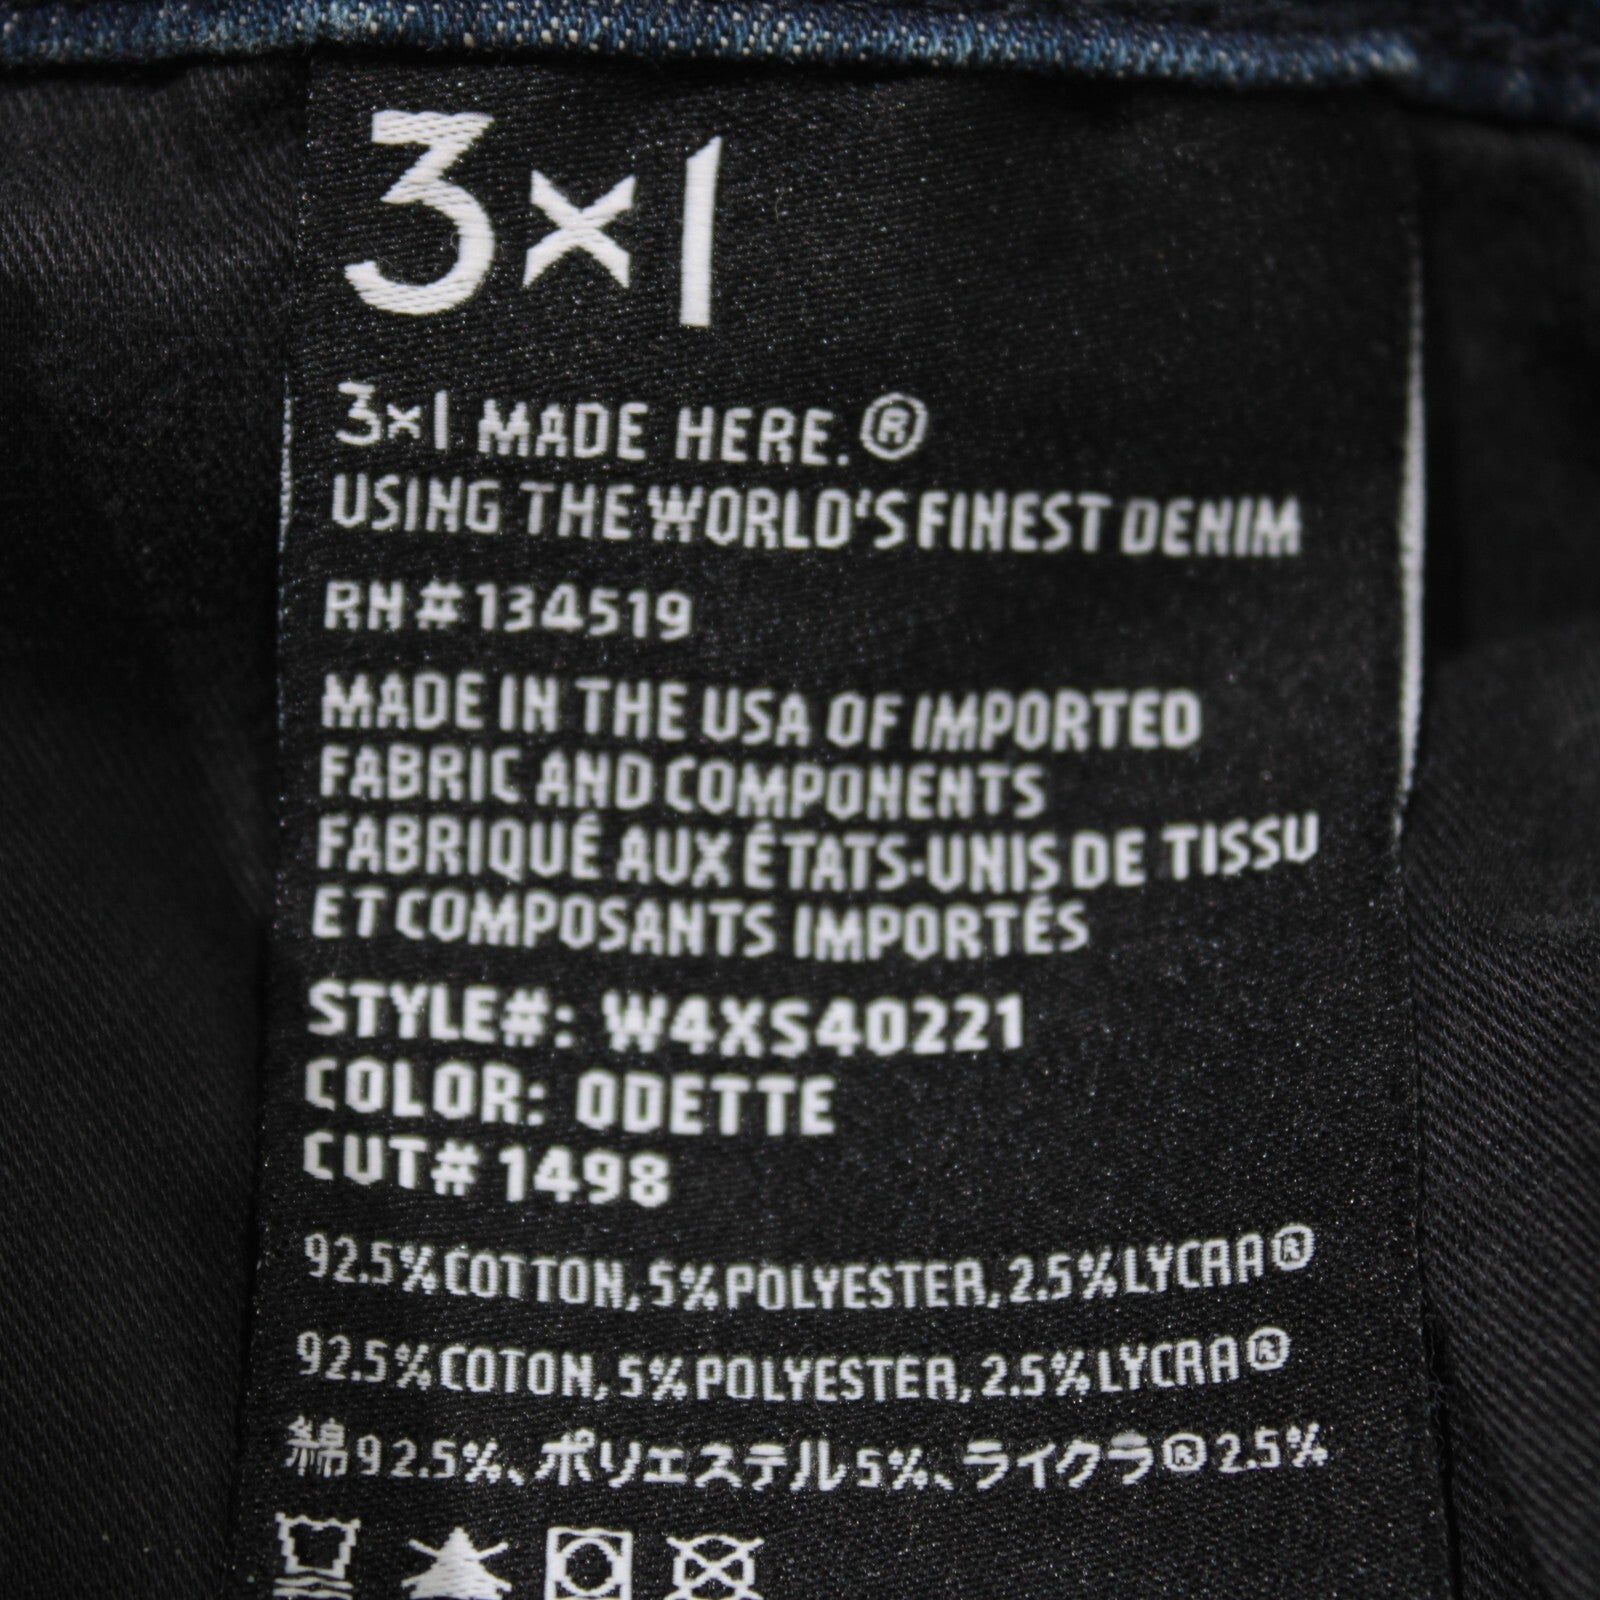 3×1
3×1 MADE HERE.®
USING THE WORLD'S FINEST DENIM
RN#134519
MADE IN THE USA OF IMPORTED
FABRIC AND COMPONENTS
FABRIQUÉ AUX ÉTATS-UNIS DE TISSU
ET COMPOSANTS IMPORTÉS
STYLE#: W4XS40221
COLOR: ODETTE
CUT# 1498
92.5% COTTON, 5% POLYESTER, 2.5% LYCRA®
92.5% COTON, 5% POLYESTER, 2.5% LYCRA®
綿92.5%、ポリエステル5%、ライクラ®2.5%